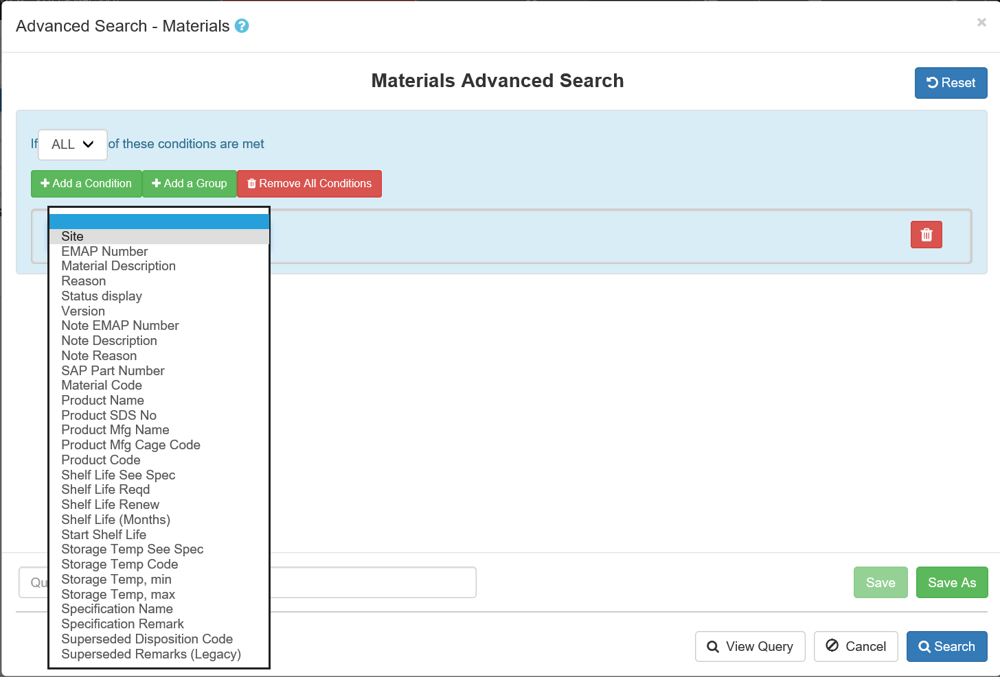 Advanced Search - Materials ?
×
Materials Advanced Search
Reset
If ALL of these conditions are met
Add a Condition
Add a Group
Remove All Conditions
Site
EMAP Number
Material Description
Reason
Status display
Version
Note EMAP Number
Note Description
Note Reason
SAP Part Number
Material Code
Product Name
Product SDS No
Product Mfg Name
Product Mfg Cage Code
Product Code
Shelf Life See Spec
Shelf Life Reqd
Shelf Life Renew
Shelf Life (Months)
Start Shelf Life
Storage Temp See Spec
Storage Temp Code
Storage Temp, min
Storage Temp, max
Specification Name
Specification Remark
Superseded Disposition Code
Superseded Remarks (Legacy)
Save
Save As
View Query
Cancel
Search